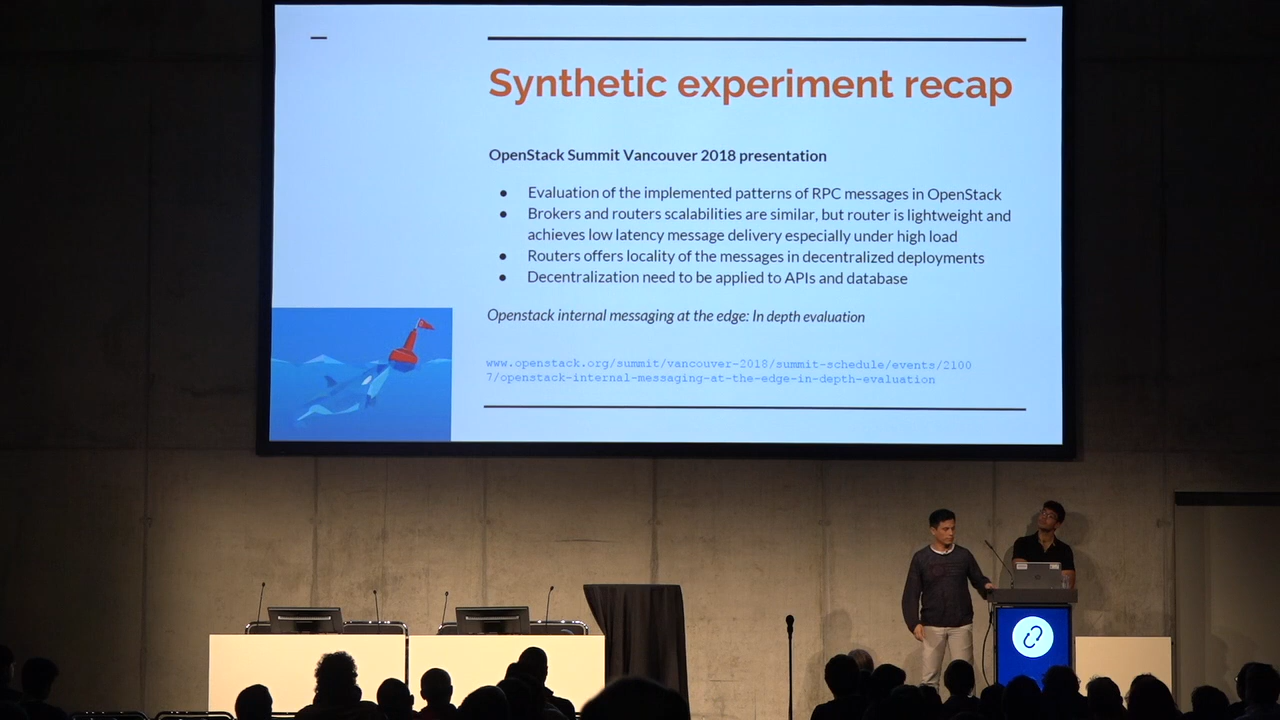 Synthetic experiment recap
OpenStack Summit Vancouver 2018 presentation
● Evaluation of the implemented patterns of RPC messages in OpenStack
● Brokers and routers scalabilities are similar, but router is lightweight and
achieves low latency message delivery especially under high load
● Routers offers locality of the messages in decentralized deployments
● Decentralization need to be applied to APIs and database
Openstack internal messaging at the edge: In depth evaluation
www.openstack.org/summit/vancouver-2018/summit-schedule/events/2100
7/openstack-internal-messaging-at-the-edge-in-depth-evaluation